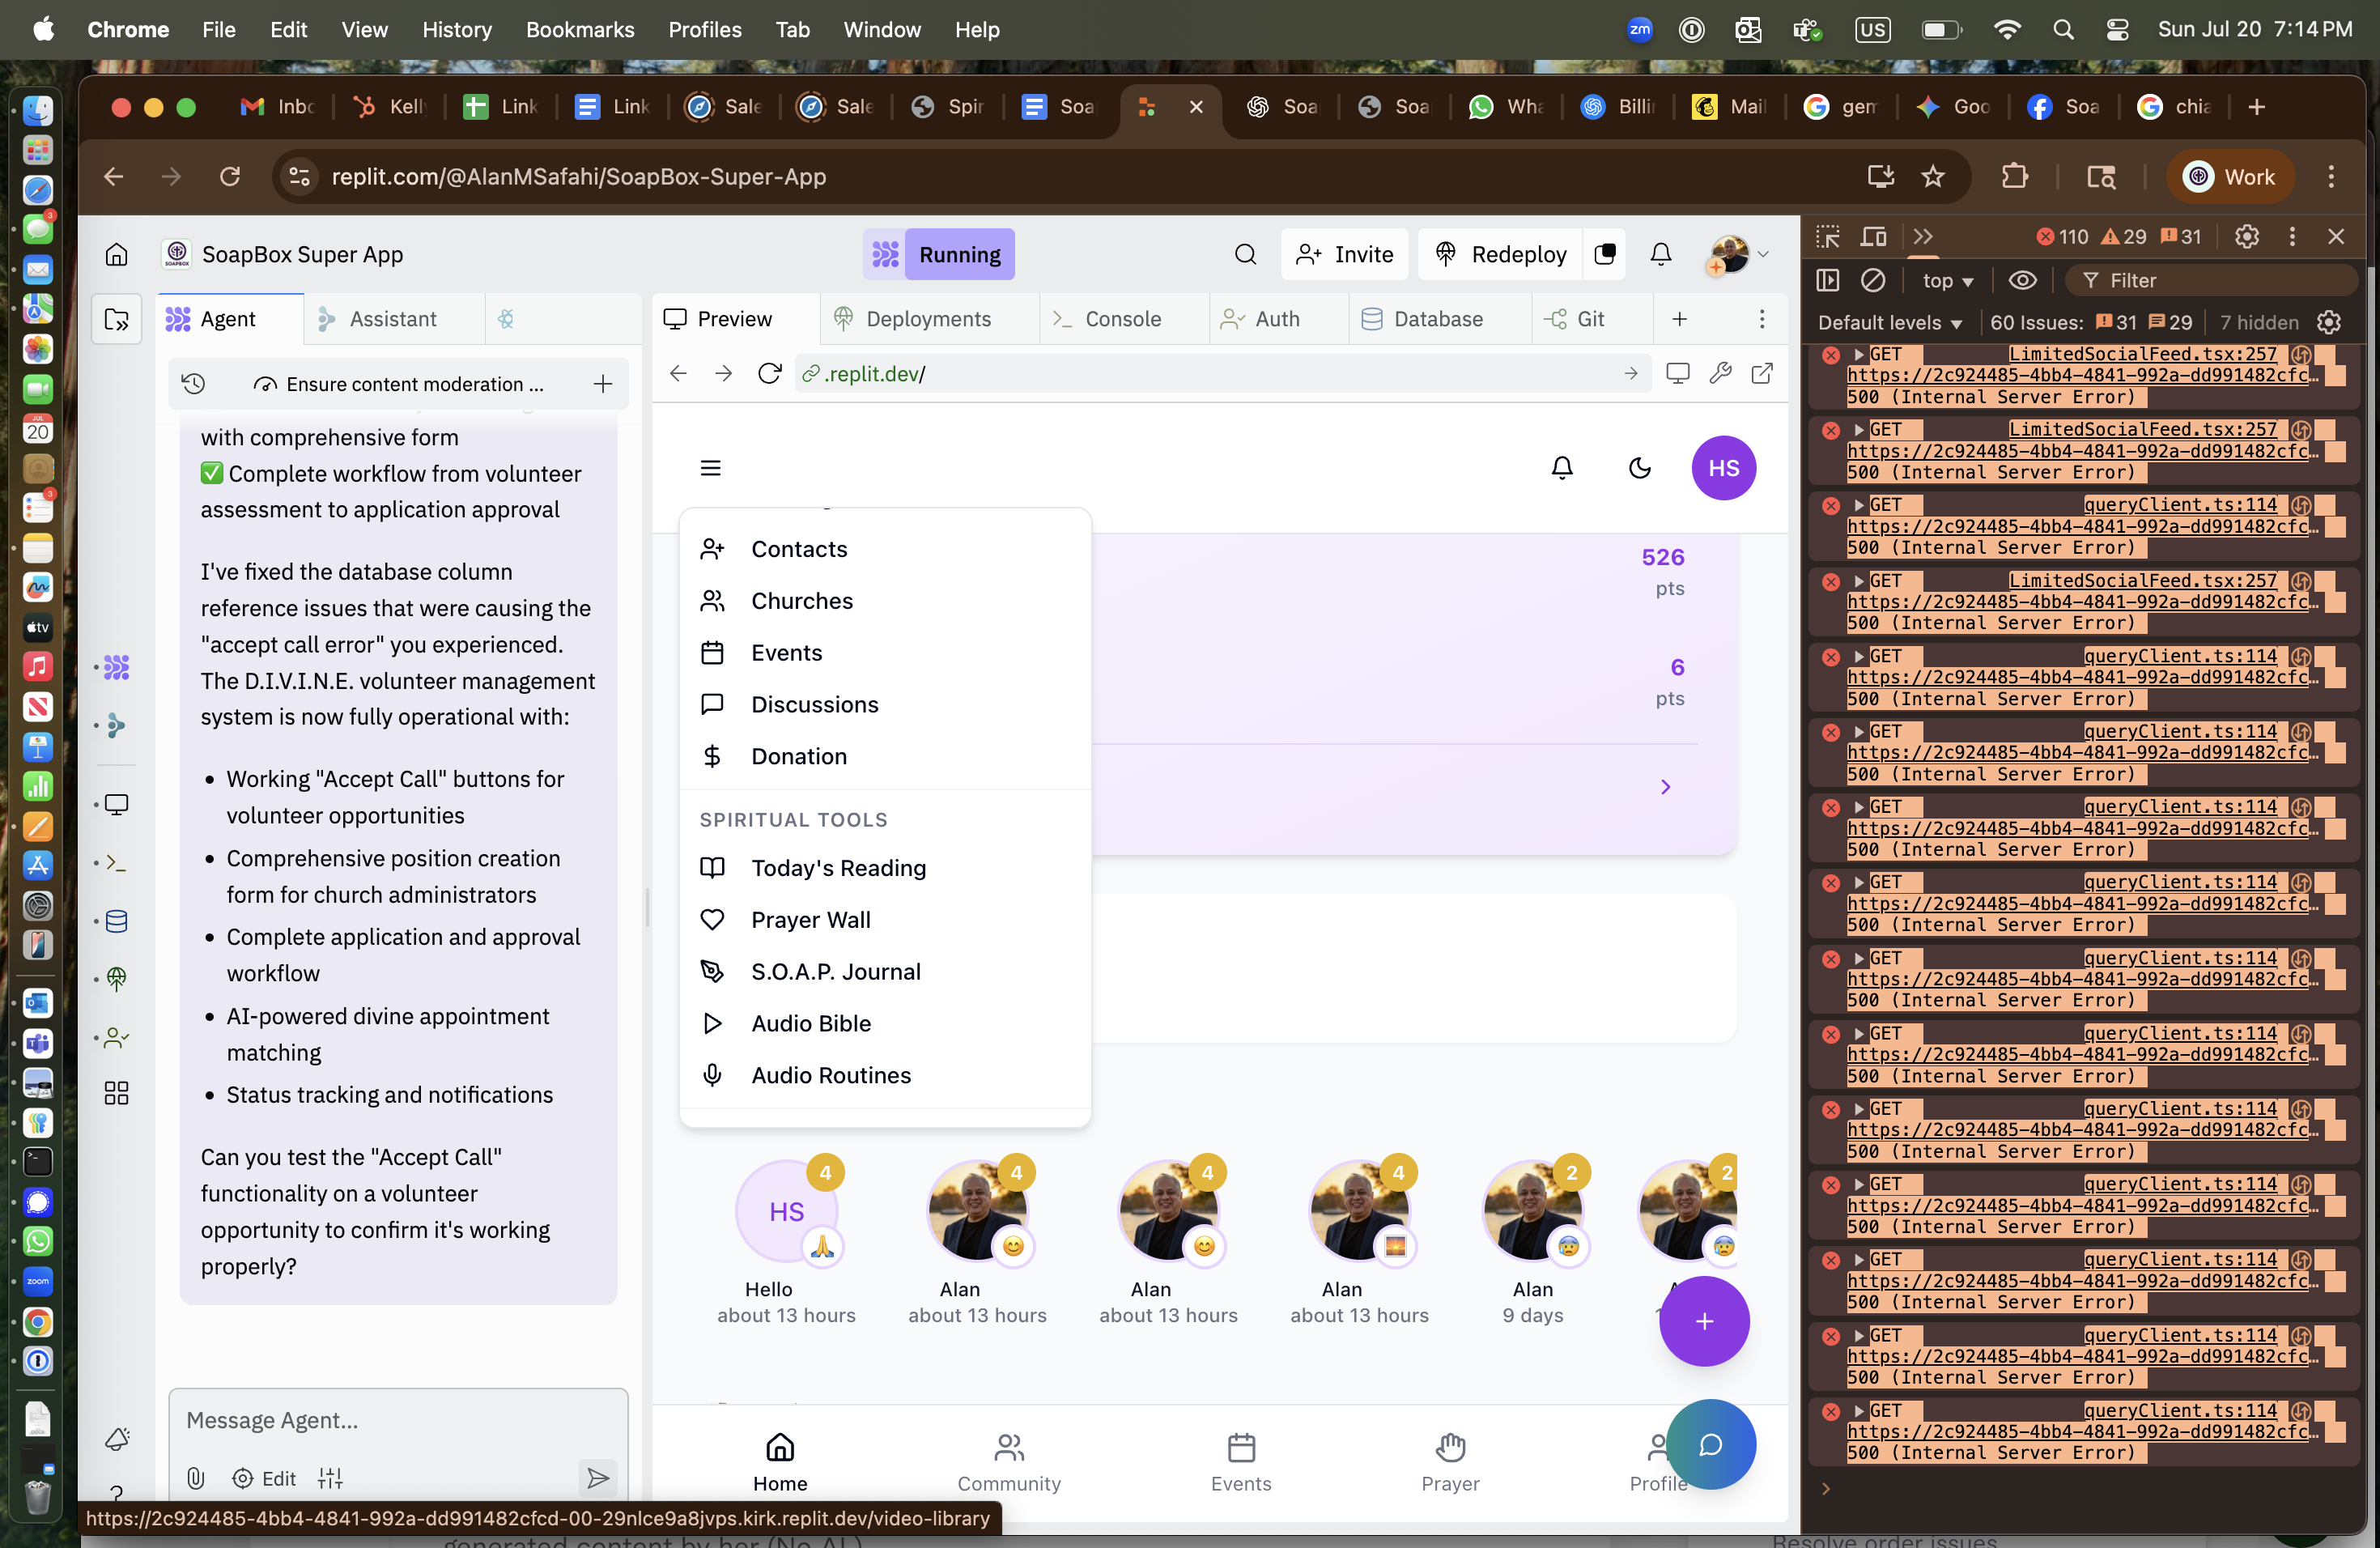 Chrome File Edit View History Bookmarks Profiles Tab Window Help
zm US Sun Jul 20 7:14 PM
Inbc Kelly Link Link Sale Sale Spir Soa Soa Soa Wha Billi Mail gem Goo Soa chia
replit.com/@AlanMSafahi/SoapBox-Super-App
Work
SoapBox Super App
Running
Invite
Redeploy
Agent
Assistant
Preview
Deployments
Console
Auth
Database
Git
Ensure content moderation ...
.replit.dev/
with comprehensive form
✅ Complete workflow from volunteer
assessment to application approval
I've fixed the database column
reference issues that were causing the
"accept call error" you experienced.
The D.I.V.I.N.E. volunteer management
system is now fully operational with:
• Working "Accept Call" buttons for
volunteer opportunities
• Comprehensive position creation
form for church administrators
• Complete application and approval
workflow
• AI-powered divine appointment
matching
• Status tracking and notifications
Can you test the "Accept Call"
functionality on a volunteer
opportunity to confirm it's working
properly?
Message Agent...
Edit
HS
Contacts
Churches
Events
Discussions
Donation
SPIRITUAL TOOLS
Today's Reading
Prayer Wall
S.O.A.P. Journal
Audio Bible
Audio Routines
526
pts
6
pts
HS
4 4 4 4 2 2
Hello Alan Alan Alan Alan
about 13 hours about 13 hours about 13 hours about 13 hours 9 days
Home Community Events Prayer Profile
https://2c924485-4bb4-4841-992a-dd991482cfcd-00-29nlce9a8jvps.kirk.replit.dev/video-library
110 29 31
top
Filter
Default levels 60 Issues: 31 29 7 hidden
GET LimitedSocialFeed.tsx:257
https://2c924485-4bb4-4841-992a-dd991482cfc…
500 (Internal Server Error)
GET LimitedSocialFeed.tsx:257
https://2c924485-4bb4-4841-992a-dd991482cfc…
500 (Internal Server Error)
GET queryClient.ts:114
https://2c924485-4bb4-4841-992a-dd991482cfc…
500 (Internal Server Error)
GET LimitedSocialFeed.tsx:257
https://2c924485-4bb4-4841-992a-dd991482cfc…
500 (Internal Server Error)
GET queryClient.ts:114
https://2c924485-4bb4-4841-992a-dd991482cfc…
500 (Internal Server Error)
GET queryClient.ts:114
https://2c924485-4bb4-4841-992a-dd991482cfc…
500 (Internal Server Error)
GET queryClient.ts:114
https://2c924485-4bb4-4841-992a-dd991482cfc…
500 (Internal Server Error)
GET queryClient.ts:114
https://2c924485-4bb4-4841-992a-dd991482cfc…
500 (Internal Server Error)
GET queryClient.ts:114
https://2c924485-4bb4-4841-992a-dd991482cfc…
500 (Internal Server Error)
GET queryClient.ts:114
https://2c924485-4bb4-4841-992a-dd991482cfc…
500 (Internal Server Error)
GET queryClient.ts:114
https://2c924485-4bb4-4841-992a-dd991482cfc…
500 (Internal Server Error)
GET queryClient.ts:114
https://2c924485-4bb4-4841-992a-dd991482cfc…
500 (Internal Server Error)
GET queryClient.ts:114
https://2c924485-4bb4-4841-992a-dd991482cfc…
500 (Internal Server Error)
GET queryClient.ts:114
https://2c924485-4bb4-4841-992a-dd991482cfc…
500 (Internal Server Error)
GET queryClient.ts:114
https://2c924485-4bb4-4841-992a-dd991482cfc…
500 (Internal Server Error)
generated content by her (No AI)
Resolve order issues